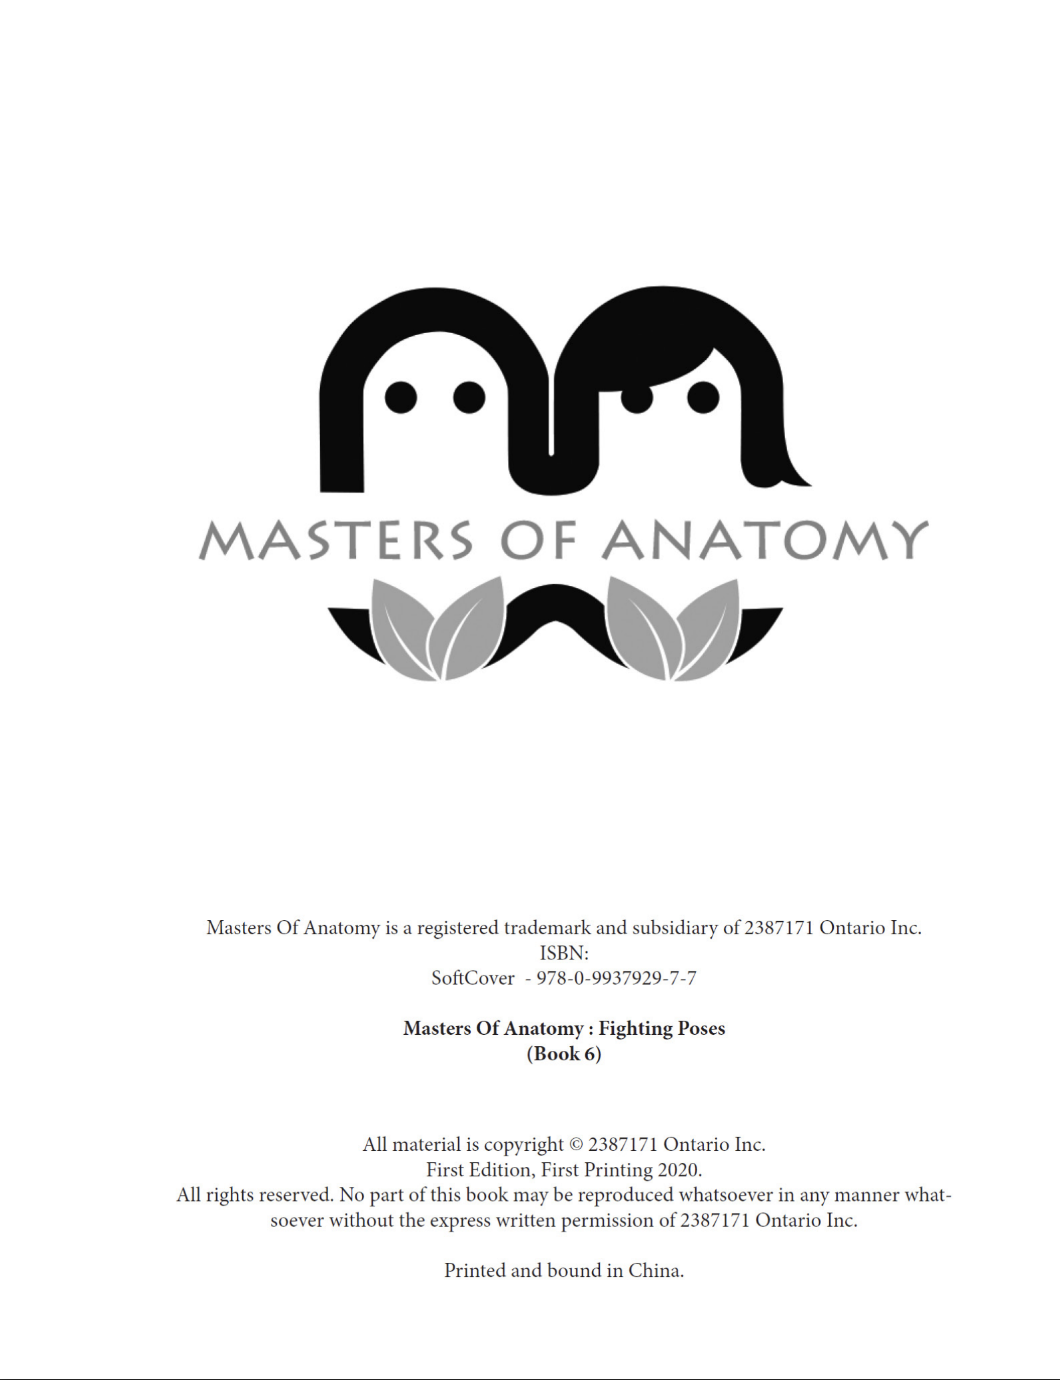 MASTERS OF ANATOMY
Masters Of Anatomy is a registered trademark and subsidiary of 2387171 Ontario Inc.
ISBN:
SoftCover - 978-0-9937929-7-7
Masters Of Anatomy : Fighting Poses
(Book 6)
All material is copyright © 2387171 Ontario Inc.
First Edition, First Printing 2020.
All rights reserved. No part of this book may be reproduced whatsoever in any manner what-
soever without the express written permission of 2387171 Ontario Inc.
Printed and bound in China.